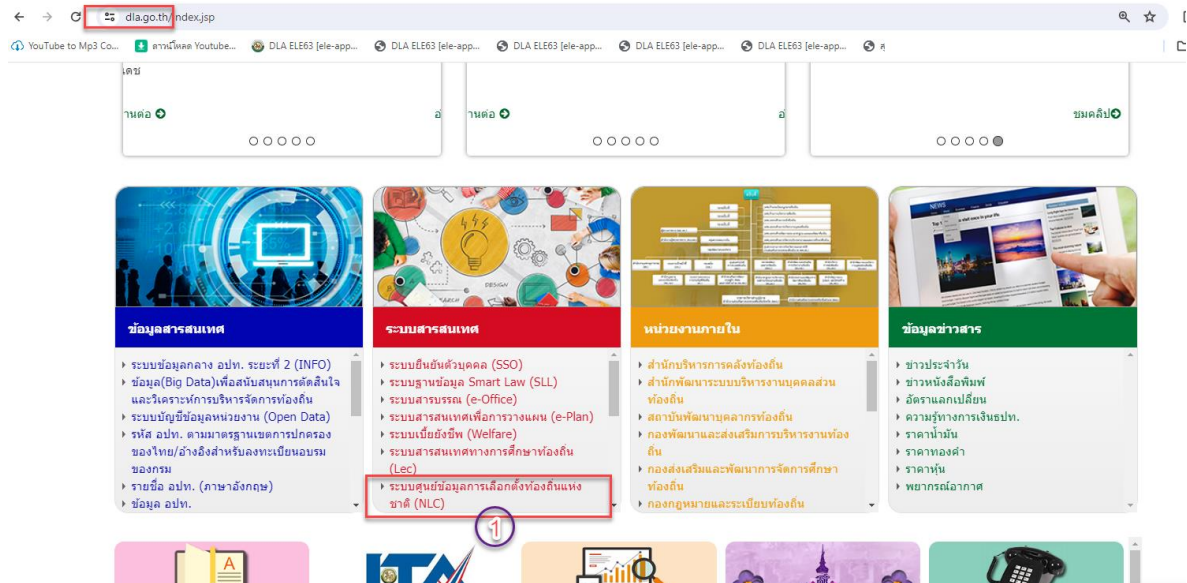 dla.go.th/index.jsp
YouTube to Mp3 Co...
ดาวน์โหลด Youtube...
DLA ELE63 [ele-app...
DLA ELE63 [ele-app...
DLA ELE63 [ele-app...
DLA ELE63 [ele-app...
DLA ELE63 [ele-app...
เดช
านต่อ
อ่
านต่อ
อ่
ชมคลิป
NEWS
DESIGN
ข้อมูลสารสนเทศ
ระบบข้อมูลกลาง อปท. ระยะที่ 2 (INFO)
ข้อมูล(Big Data)เพื่อสนับสนุนการตัดสินใจ
และวิเคราะห์การบริหารจัดการท้องถิ่น
ระบบบัญชีข้อมูลหน่วยงาน (Open Data)
รหัส อปท. ตามมาตรฐานเขตการปกครอง
ของไทย/อ้างอิงสำหรับลงทะเบียนอบรม
ของกรม
รายชื่อ อปท. (ภาษาอังกฤษ)
ข้อมูล อปท.
ระบบสารสนเทศ
ระบบยืนยันตัวบุคคล (SSO)
ระบบฐานข้อมูล Smart Law (SLL)
ระบบสารบรรณ (e-Office)
ระบบสารสนเทศเพื่อการวางแผน (e-Plan)
ระบบเบี้ยยังชีพ (Welfare)
ระบบสารสนเทศทางการศึกษาท้องถิ่น
(Lec)
ระบบศูนย์ข้อมูลการเลือกตั้งท้องถิ่นแห่ง
ชาติ (NLC)
1
หน่วยงานภายใน
สำนักบริหารการคลังท้องถิ่น
สำนักพัฒนาระบบบริหารงานบุคคลส่วน
ท้องถิ่น
สถาบันพัฒนาบุคลากรท้องถิ่น
กองพัฒนาและส่งเสริมการบริหารงานท้อง
ถิ่น
กองส่งเสริมและพัฒนาการจัดการศึกษา
ท้องถิ่น
กองกฎหมายและระเบียบท้องถิ่น
ข้อมูลข่าวสาร
ข่าวประจำวัน
ข่าวหนังสือพิมพ์
อัตราแลกเปลี่ยน
ความรู้ทางการเงินธปท.
ราคาน้ำมัน
ราคาทองคำ
ราคาหุ้น
พยากรณ์อากาศ
A
ITA